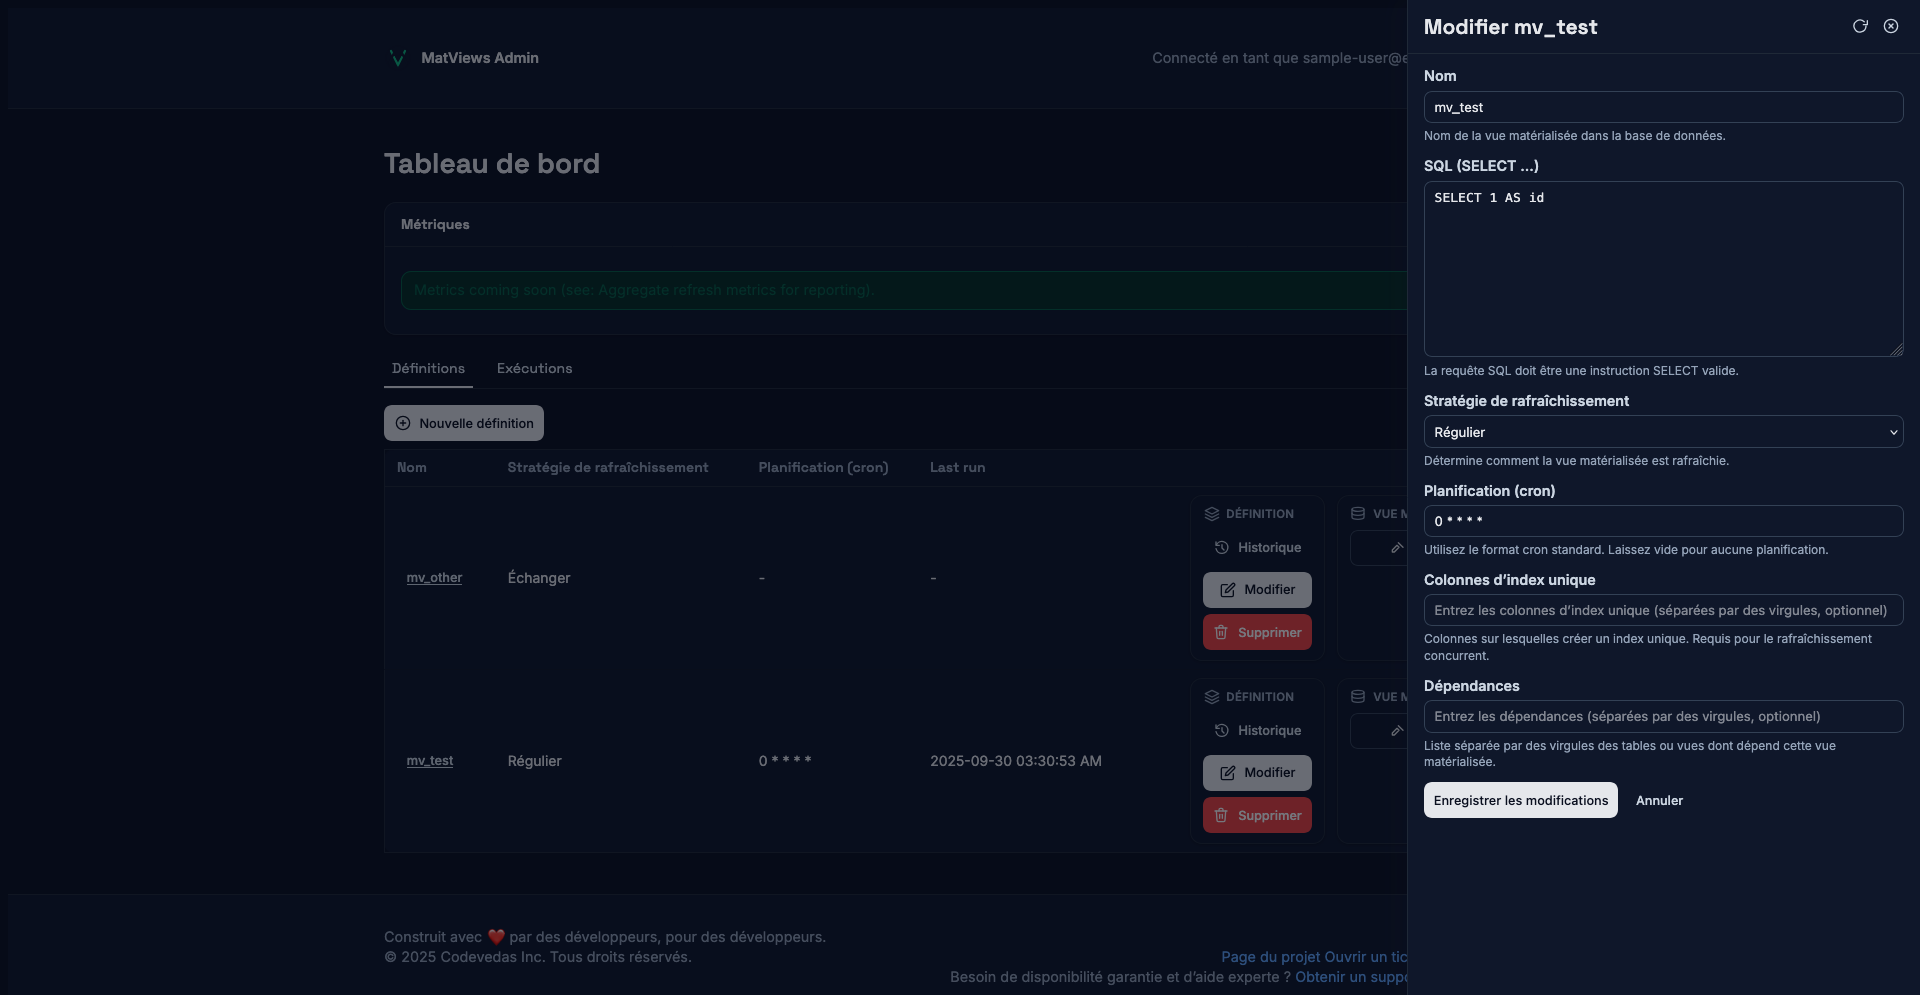 MatViews Admin
Connecté en tant que sample-user@e
Tableau de bord
Métriques
Metrics coming soon (see: Aggregate refresh metrics for reporting).
Définitions
Exécutions
Nouvelle définition
Nom
Stratégie de rafraîchissement
Planification (cron)
Last run
mv_other
Échanger
-
-
DÉFINITION
Historique
Modifier
Supprimer
VUE M
mv_test
Régulier
0 * * * *
2025-09-30 03:30:53 AM
DÉFINITION
Historique
Modifier
Supprimer
VUE M
Construit avec ❤️ par des développeurs, pour des développeurs.
© 2025 Codevedas Inc. Tous droits réservés.
Page du projet Ouvrir un tic
Besoin de disponibilité garantie et d’aide experte ? Obtenir un suppo
Modifier mv_test
Nom
mv_test
Nom de la vue matérialisée dans la base de données.
SQL (SELECT ...)
SELECT 1 AS id
La requête SQL doit être une instruction SELECT valide.
Stratégie de rafraîchissement
Régulier
Détermine comment la vue matérialisée est rafraîchie.
Planification (cron)
0 * * * *
Utilisez le format cron standard. Laissez vide pour aucune planification.
Colonnes d’index unique
Entrez les colonnes d’index unique (séparées par des virgules, optionnel)
Colonnes sur lesquelles créer un index unique. Requis pour le rafraîchissement
concurrent.
Dépendances
Entrez les dépendances (séparées par des virgules, optionnel)
Liste séparée par des virgules des tables ou vues dont dépend cette vue
matérialisée.
Enregistrer les modifications
Annuler